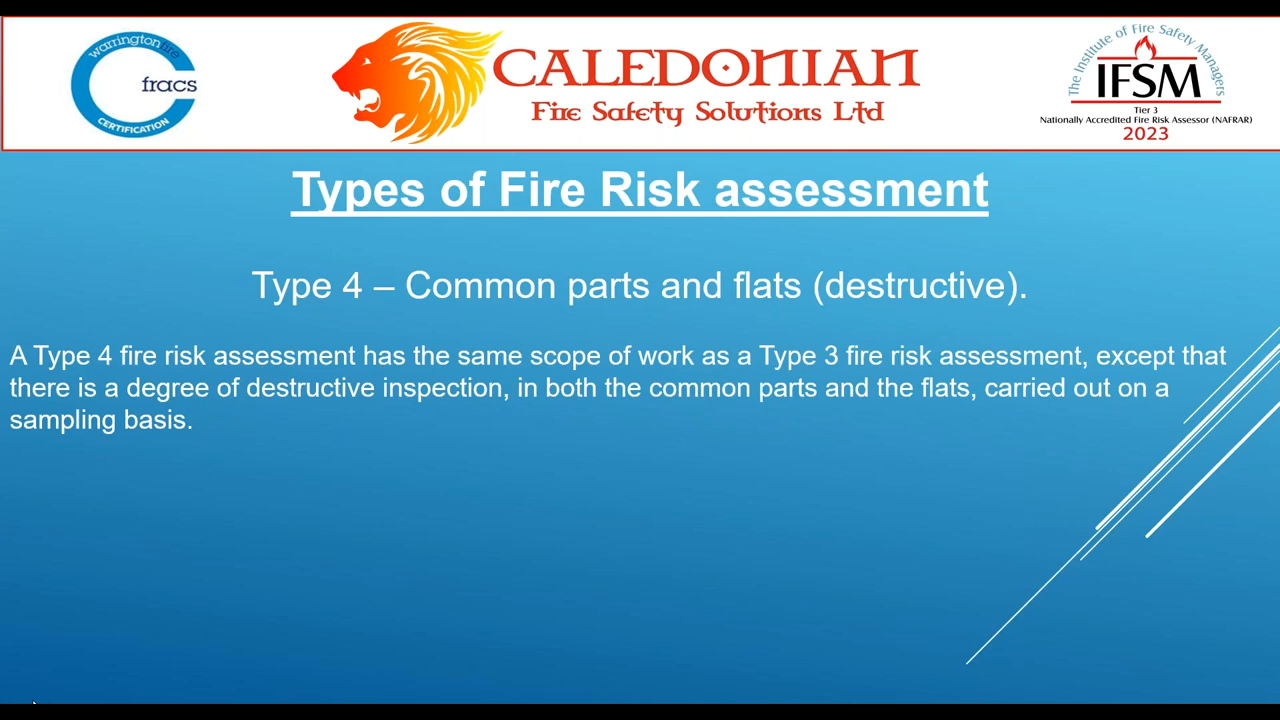 warringtonfire
fracs
CERTIFICATION
CALEDONIAN
Fire Safety Solutions Ltd
The Institute of Fire Safety Managers
IFSM
Tier 3
Nationally Accredited Fire Risk Assessor (NAFRAR)
2023
Types of Fire Risk assessment
Type 4 – Common parts and flats (destructive).
A Type 4 fire risk assessment has the same scope of work as a Type 3 fire risk assessment, except that
there is a degree of destructive inspection, in both the common parts and the flats, carried out on a
sampling basis.